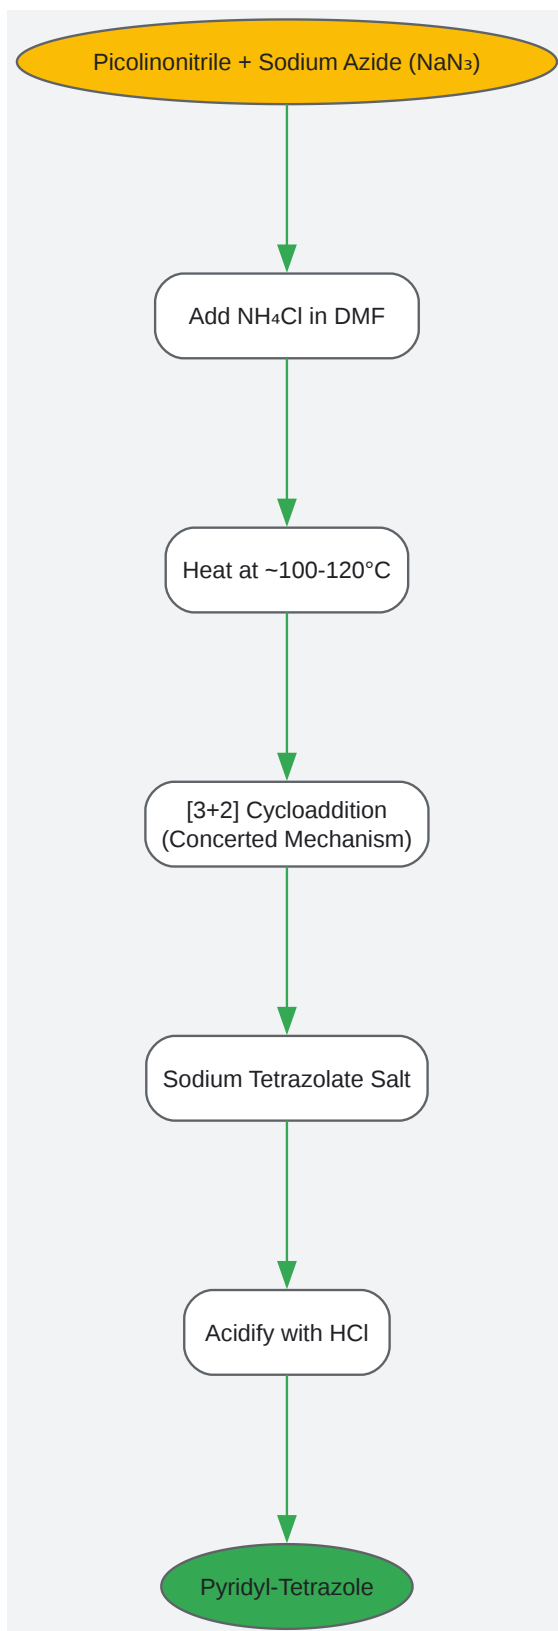 Picolinonitrile + Sodium Azide (NaN₃)
Add NH₄Cl in DMF
Heat at ~100-120°C
[3+2] Cycloaddition
(Concerted Mechanism)
Sodium Tetrazolate Salt
Acidify with HCl
Pyridyl-Tetrazole